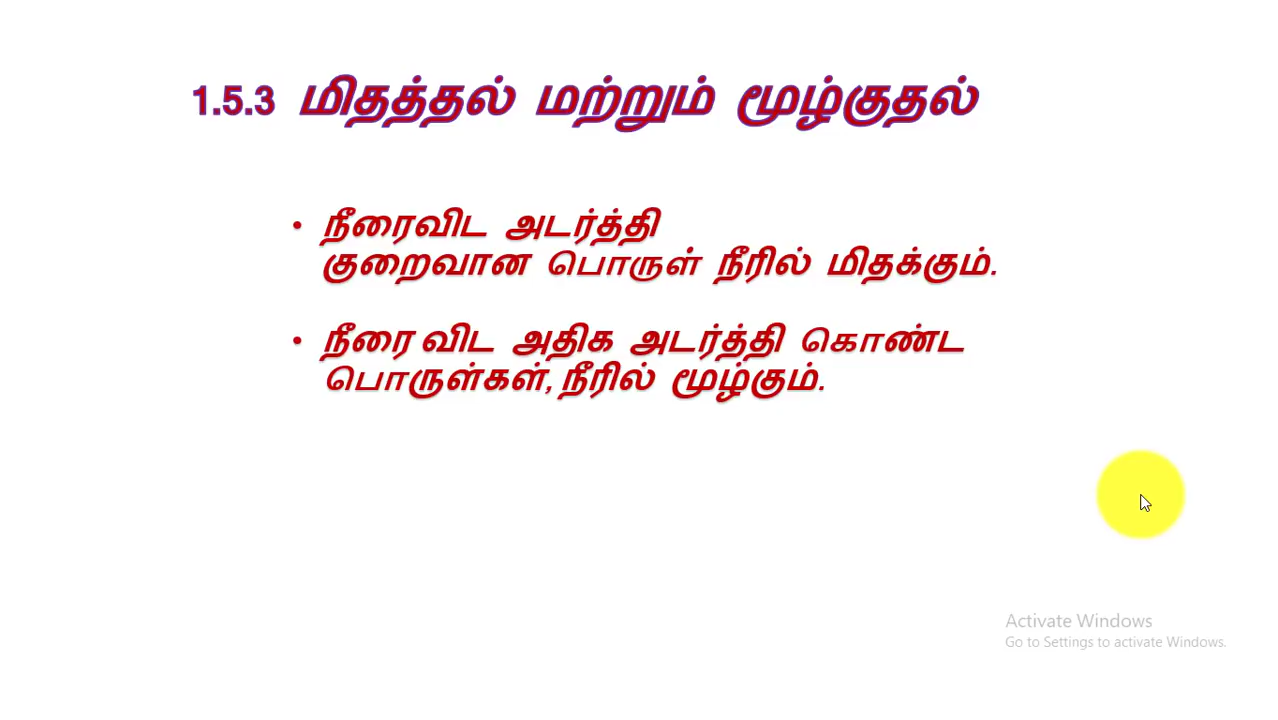 1.5.3 மிதத்தல் மற்றும் மூழ்குதல்
• நீரைவிட அடர்த்தி
குறைவான பொருள் நீரில் மிதக்கும்.
• நீரை விட அதிக அடர்த்தி கொண்ட
பொருள்கள், நீரில் மூழ்கும்.
Activate Windows
Go to Settings to activate Windows.